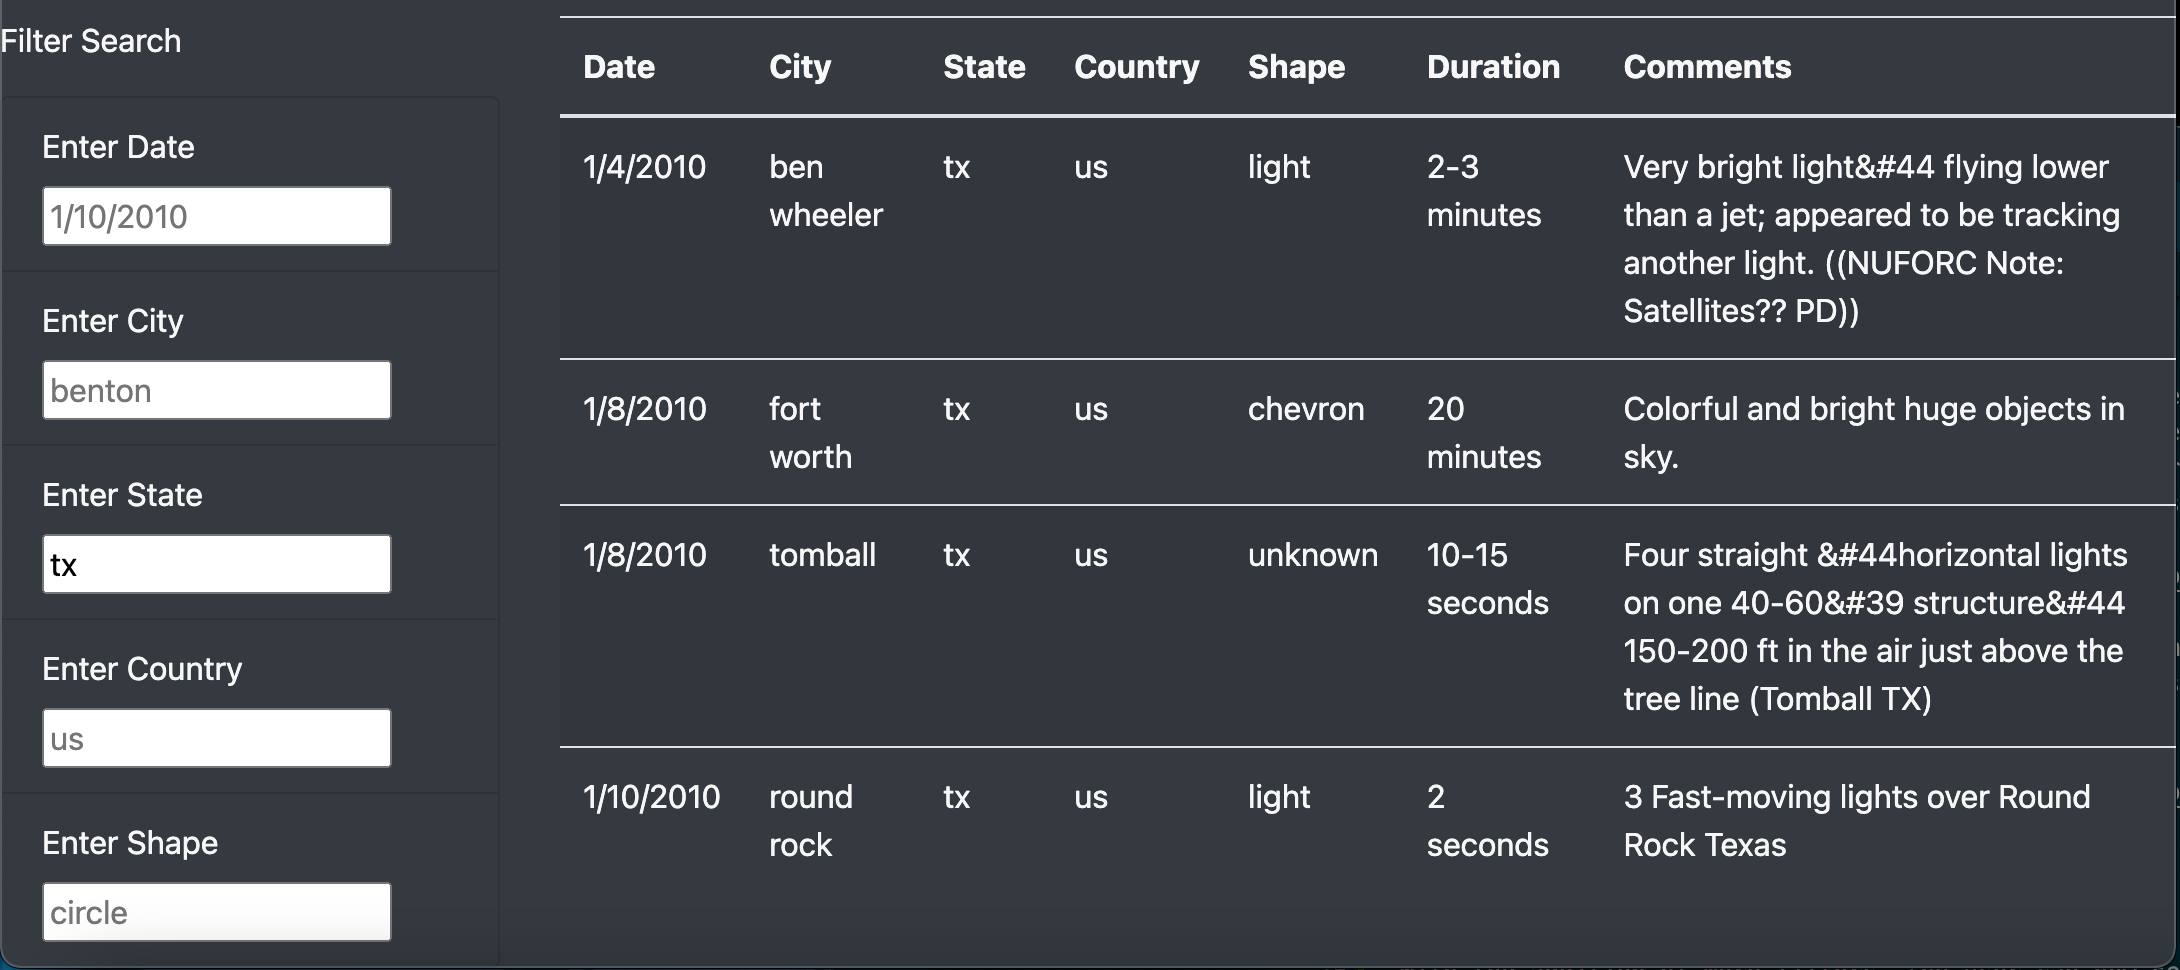 Filter Search
Enter Date
1/10/2010
Enter City
benton
Enter State
tx
Enter Country
us
Enter Shape
circle
Date City State Country Shape Duration Comments
1/4/2010 ben tx us light 2-3 Very bright light&#44 flying lower
wheeler minutes than a jet; appeared to be tracking
another light. ((NUFORC Note:
Satellites?? PD))
1/8/2010 fort tx us chevron 20 Colorful and bright huge objects in
worth minutes sky.
1/8/2010 tomball tx us unknown 10-15 Four straight &#44horizontal lights
seconds on one 40-60&#39 structure&#44
150-200 ft in the air just above the
tree line (Tomball TX)
1/10/2010 round tx us light 2 3 Fast-moving lights over Round
rock seconds Rock Texas